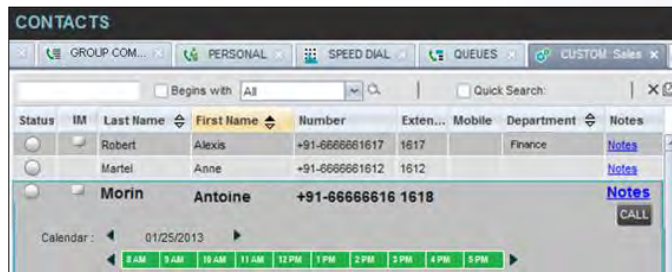 CONTACTS
GROUP COM... PERSONAL SPEED DIAL QUEUES CUSTOM: Sales
Begins with All Quick Search:
Status IM Last Name First Name Number Exten... Mobile Department Notes
Robert Alexis +91-6666661617 1617 Finance Notes
Martel Anne +91-6666661612 1612 Notes
Morin Antoine +91-66666616 1618 Notes
CALL
Calendar : 01/25/2013
8 AM 9 AM 10 AM 11 AM 12 PM 1 PM 2 PM 3 PM 4 PM 5 PM